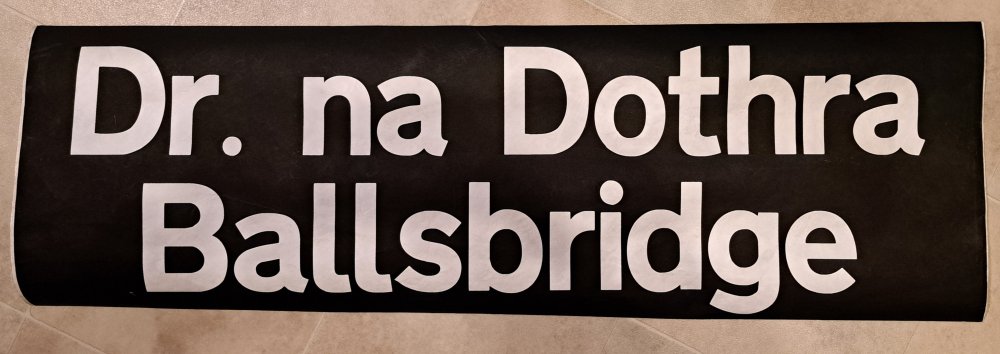 Dr. na Dothra
Ballsbridge